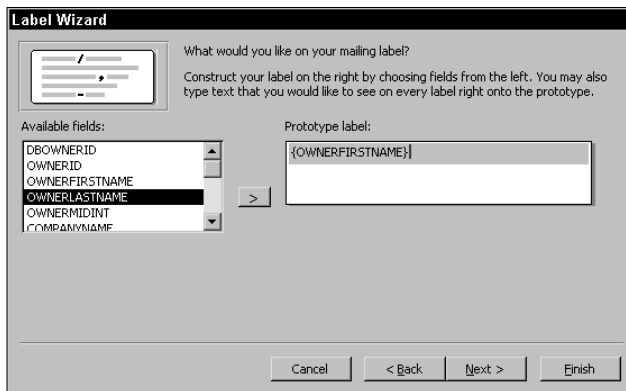 Label Wizard
What would you like on your mailing label?
Construct your label on the right by choosing fields from the left. You may also
type text that you would like to see on every label right onto the prototype.
Available fields:
DBOWNERID
OWNERID
OWNERFIRSTNAME
OWNERLASTNAME
OWNERMIDINT
COMPANYNAME
>
Prototype label:
{OWNERFIRSTNAME}
Cancel
< Back
Next >
Finish